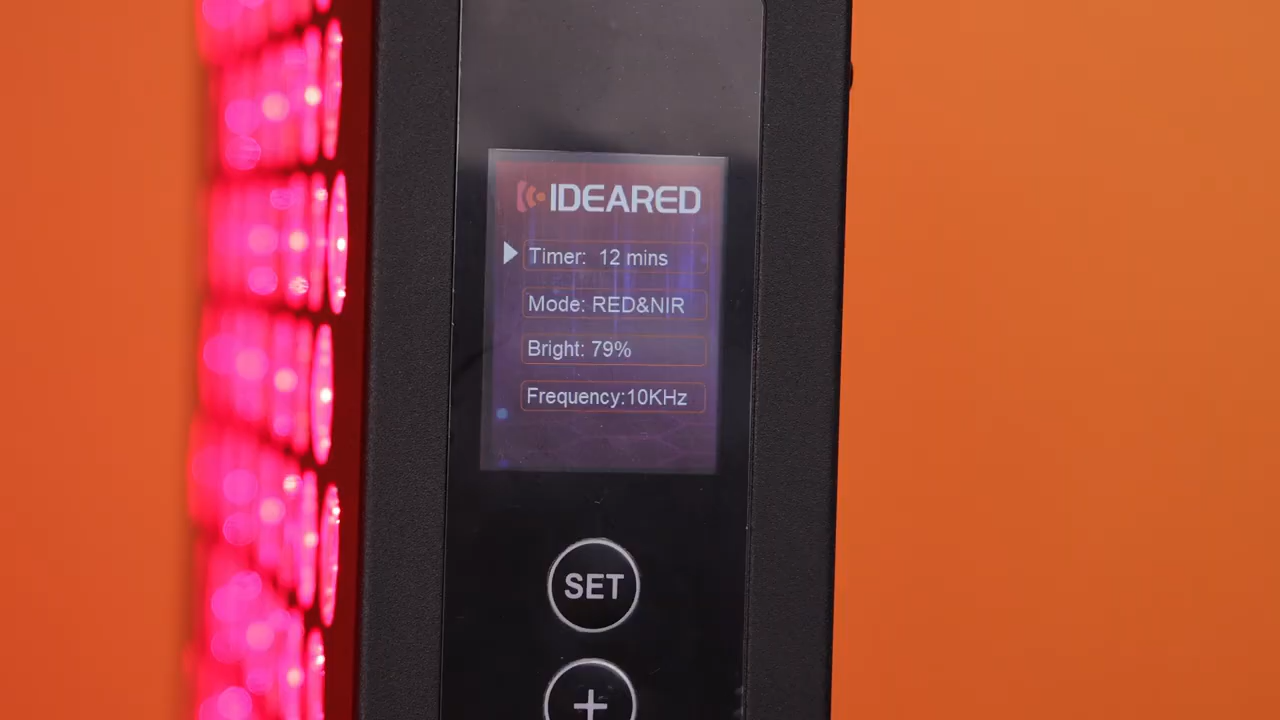 IDEARED
Timer: 12 mins
Mode: RED&NIR
Bright: 79%
Frequency:10KHz
SET
+